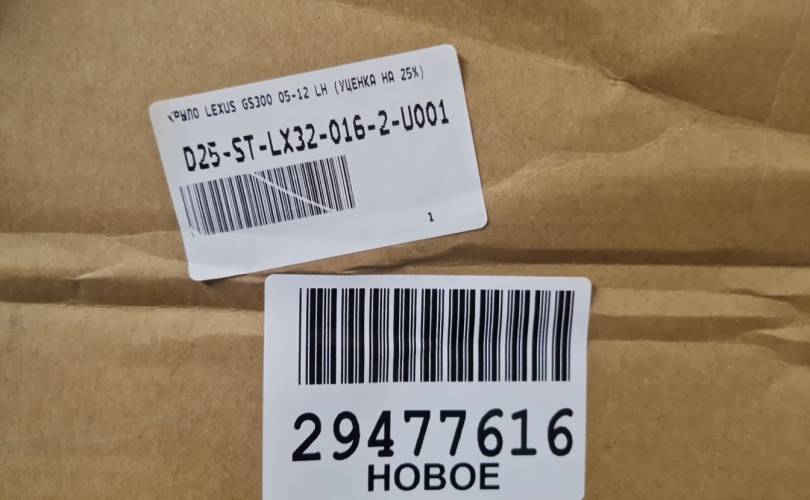 КРЫЛО LEXUS GS300 05-12 LH (УЦЕНКА НА 25%)
D25-ST-LX32-016-2-U001
1
29477616
НОВОЕ